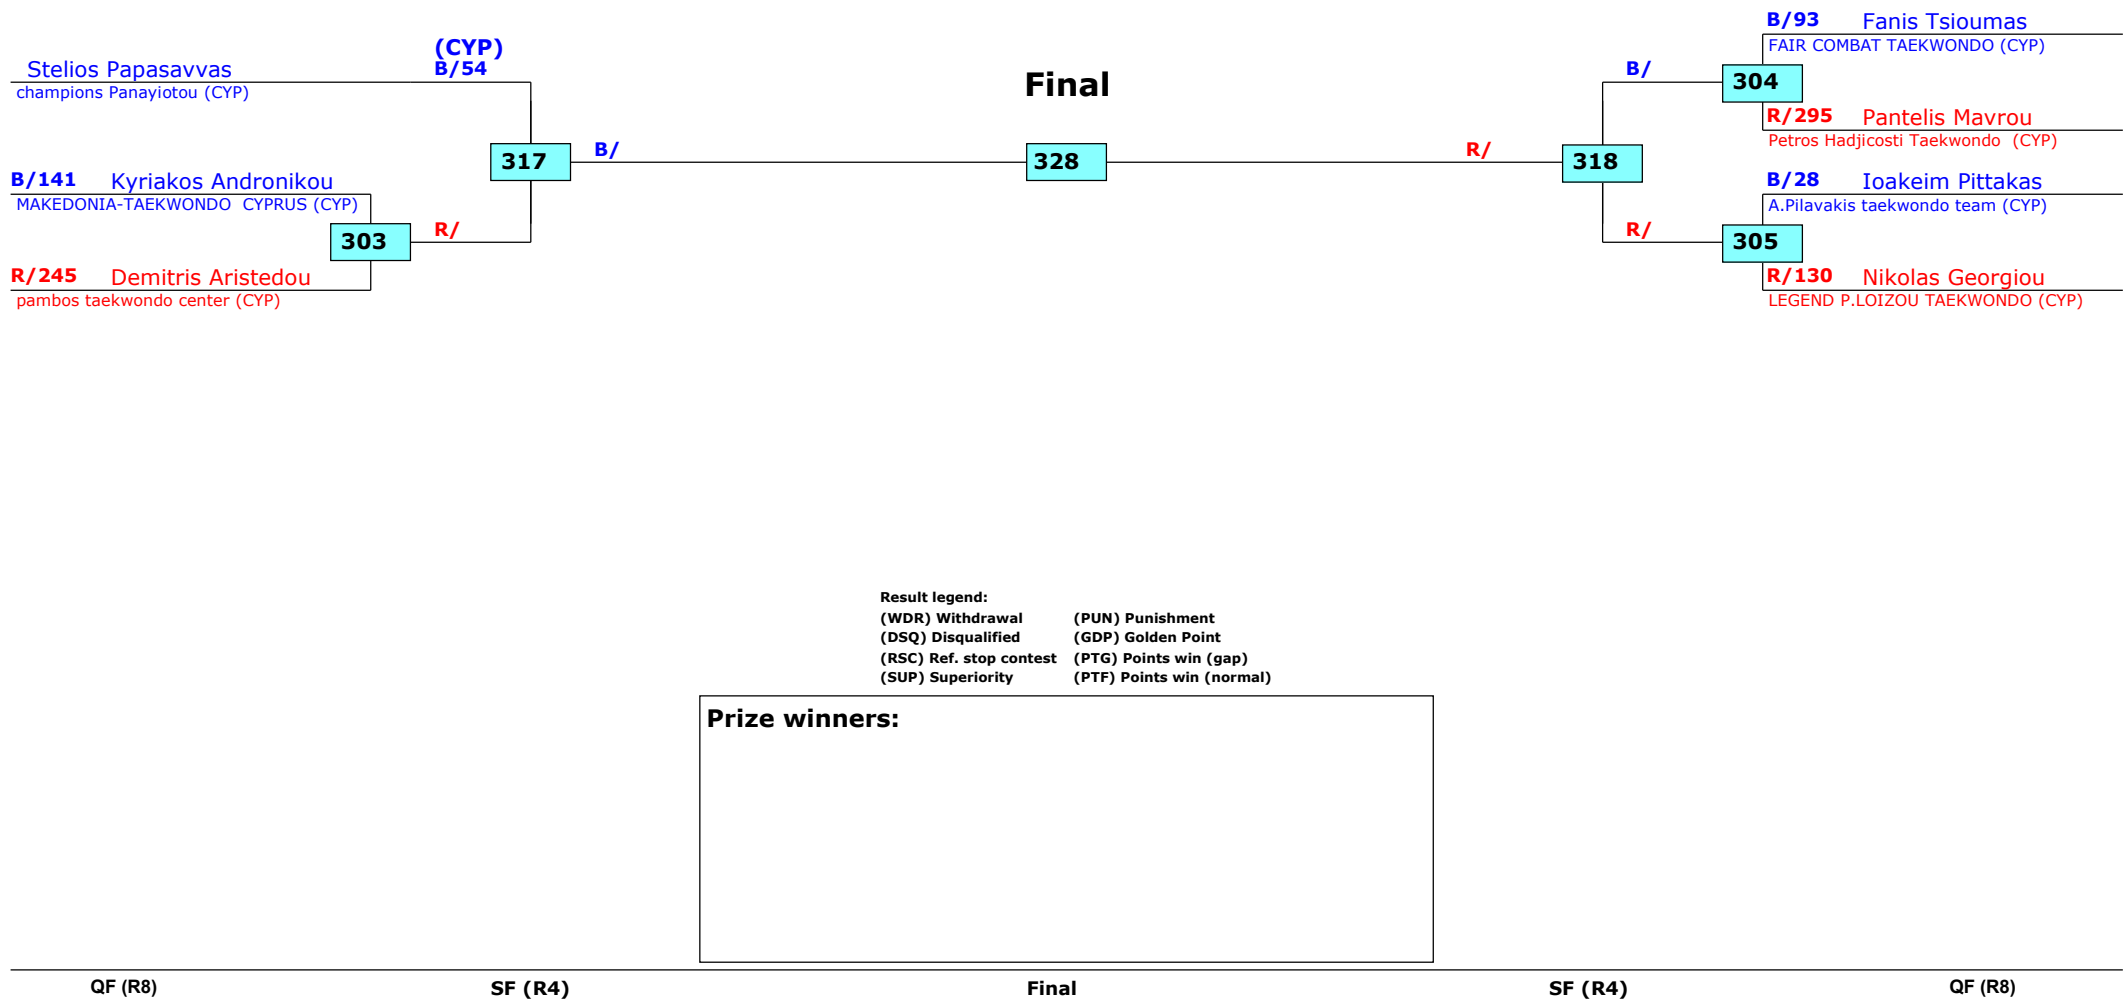 (CYP)
Stelios Papasavvas B/54
champions Panayiotou (CYP)
317
B/
B/141 Kyriakos Andronikou
MAKEDONIA-TAEKWONDO CYPRUS (CYP)
303
R/
R/245 Demitris Aristedou
pambos taekwondo center (CYP)
Final
328
B/93 Fanis Tsioumas
FAIR COMBAT TAEKWONDO (CYP)
B/
304
R/295 Pantelis Mavrou
Petros Hadjicosti Taekwondo (CYP)
R/
318
B/28 Ioakeim Pittakas
A.Pilavakis taekwondo team (CYP)
R/
305
R/130 Nikolas Georgiou
LEGEND P.LOIZOU TAEKWONDO (CYP)
Result legend:
(WDR) Withdrawal (PUN) Punishment
(DSQ) Disqualified (GDP) Golden Point
(RSC) Ref. stop contest (PTG) Points win (gap)
(SUP) Superiority (PTF) Points win (normal)
Prize winners:
QF (R8) SF (R4) Final SF (R4) QF (R8)